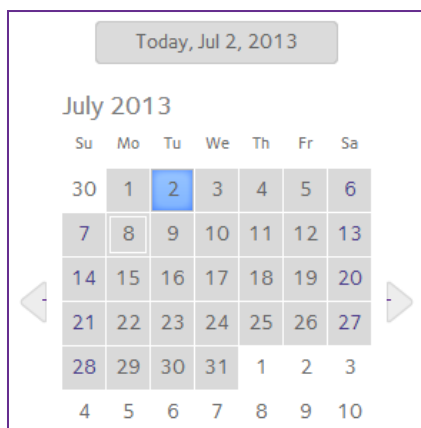 Today, Jul 2, 2013
July 2013
Su Mo Tu We Th Fr Sa
30 1 2 3 4 5 6
7 8 9 10 11 12 13
14 15 16 17 18 19 20
21 22 23 24 25 26 27
28 29 30 31 1 2 3
4 5 6 7 8 9 10